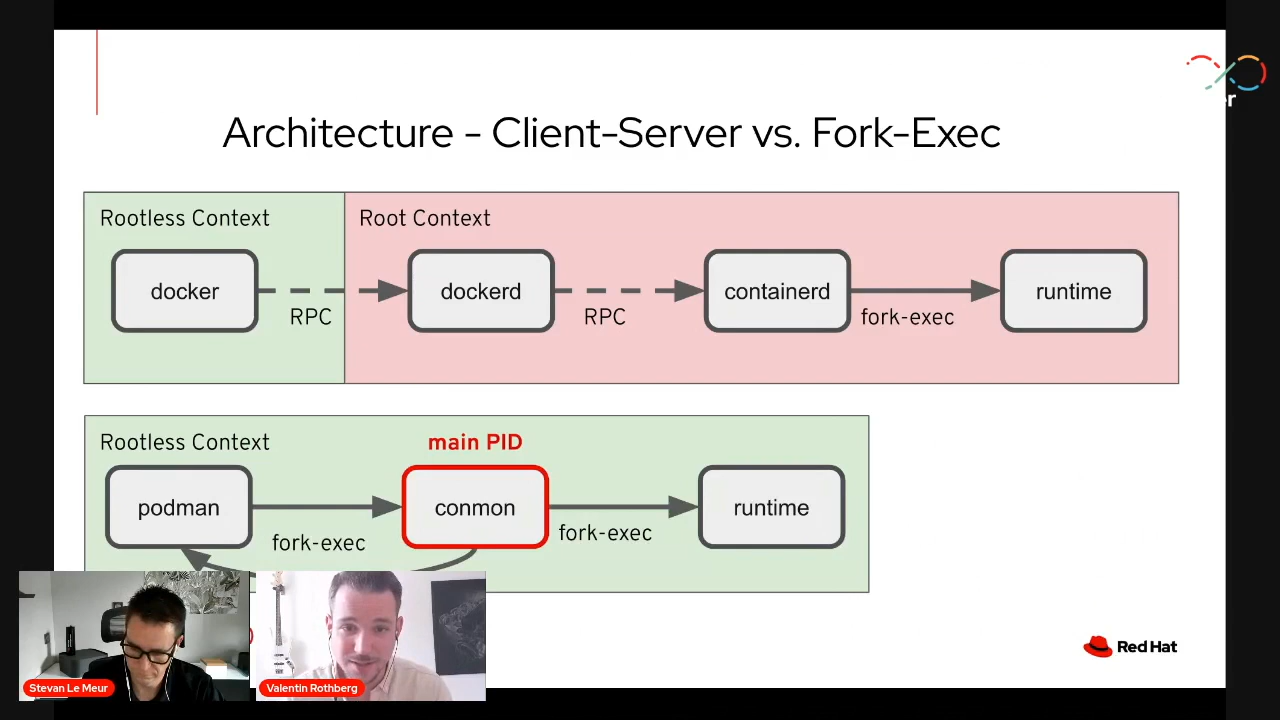 er
Architecture - Client-Server vs. Fork-Exec
Rootless Context
Root Context
docker
dockerd
containerd
runtime
RPC
RPC
fork-exec
Rootless Context
main PID
podman
conmon
runtime
fork-exec
fork-exec
Red Hat
Stevan Le Meur
Valentin Rothberg